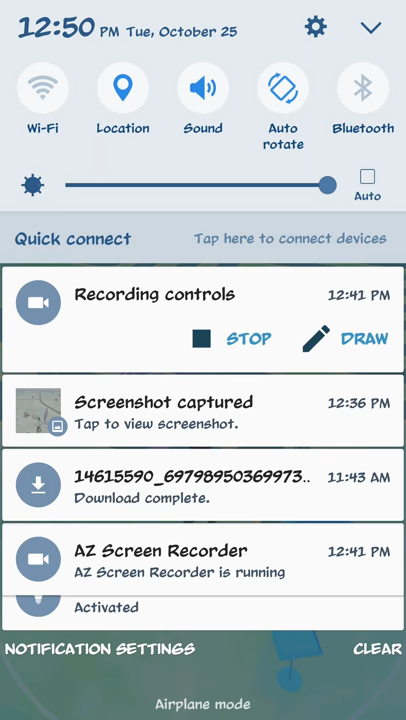 12:50 PM Tue, October 25
Wi-Fi Location Sound Auto rotate Bluetooth
Auto
Quick connect Tap here to connect devices
Recording controls 12:41 PM
STOP DRAW
Screenshot captured 12:36 PM
Tap to view screenshot.
14615590_69798950369973.. 11:43 AM
Download complete.
AZ Screen Recorder 12:41 PM
AZ Screen Recorder is running
Activated
NOTIFICATION SETTINGS CLEAR
Airplane mode